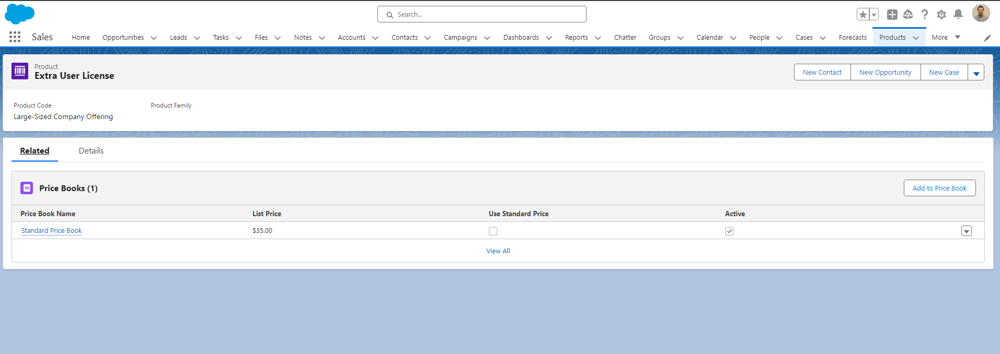 Search...
Sales Home Opportunities Leads Tasks Files Notes Accounts Contacts Campaigns Dashboards Reports Chatter Groups Calendar People Cases Forecasts Products More
Product
Extra User License
New Contact New Opportunity New Case
Product Code Product Family
Large-Sized Company Offering
Related Details
Price Books (1)
Add to Price Book
Price Book Name List Price Use Standard Price Active
Standard Price Book $35.00
View All